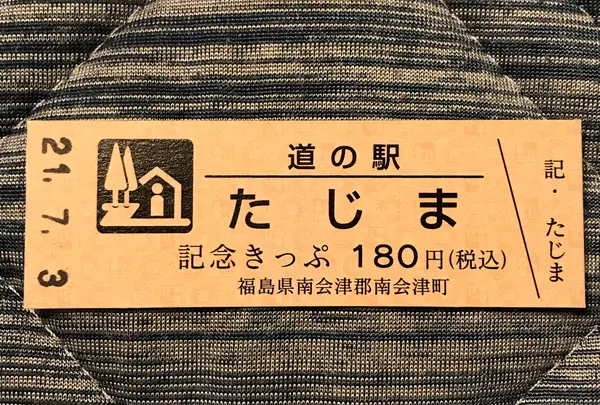 21.7.-3
道の駅
たじま
記念きっぷ 180円(税込)
福島県南会津郡南会津町
記・たじま